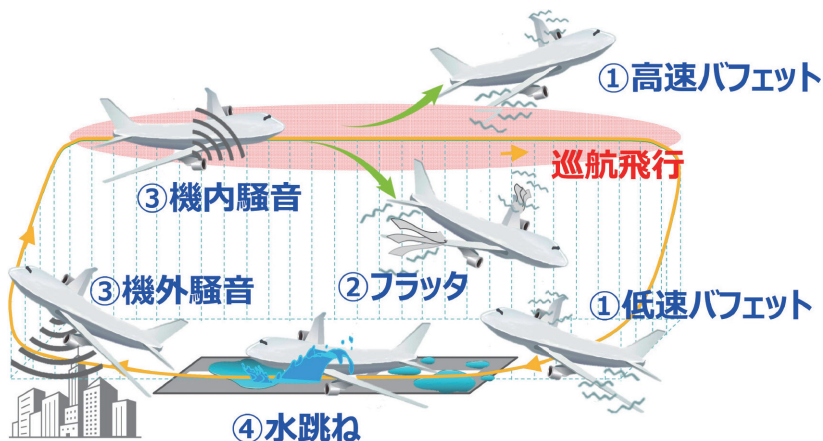 ①高速バフェット
巡航飛行
③機内騒音
②フラッタ
③機外騒音
①低速バフェット
④水跳ね